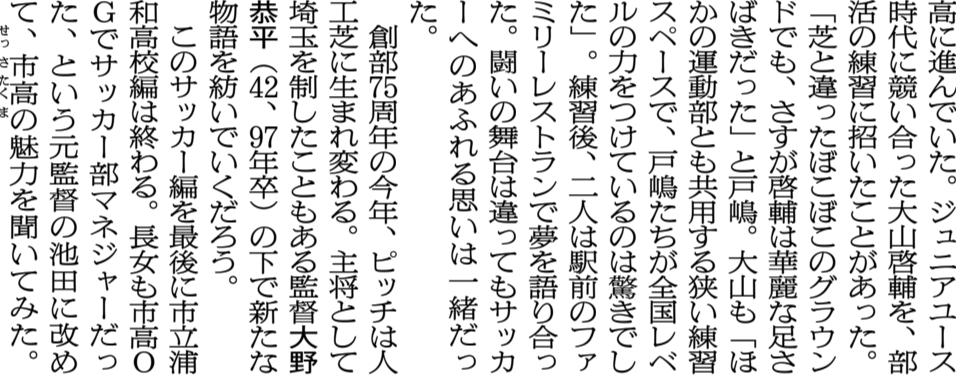 高に進んでいた。ジュニアユース
時代に競い合った大山啓輔を、部
活の練習に招いたことがあった。
「芝と違ったぼこぼこのグラウン
ドでも、さすが啓輔は華麗な足さ
ばきだった」と戸嶋。大山も「ほ
かの運動部とも共用する狭い練習
スペースで、戸嶋たちが全国レベ
ルの力をつけているのは驚きでし
た」。練習後、二人は駅前のファ
ミリーレストランで夢を語り合っ
た。闘いの舞台は違ってもサッカ
ーへのあふれる思いは一緒だっ
た。
創部75周年の今年、ピッチは人
工芝に生まれ変わる。主将として
埼玉を制したこともある監督大野
恭平（42、97年卒）の下で新たな
物語を紡いでいくだろう。
このサッカー編を最後に市立浦
和高校編は終わる。長女も市高O
Gでサッカー部マネジャーだっ
た、という元監督の池田に改め
て、市高の魅力を聞いてみた。
せっさたくま